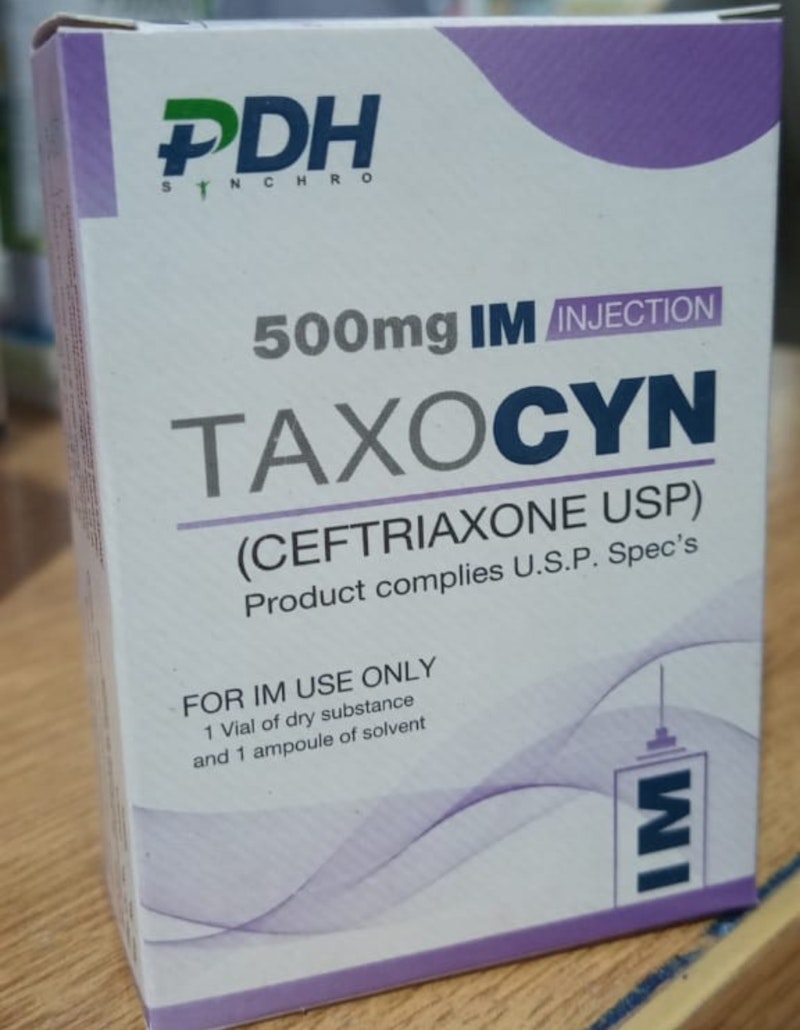 PDH
SYNCHRO
500mg IM INJECTION
TAXOCYN
(CEFTRIAXONE USP)
Product complies U.S.P. Spec's
FOR IM USE ONLY
1 Vial of dry substance
and 1 ampoule of solvent
IM